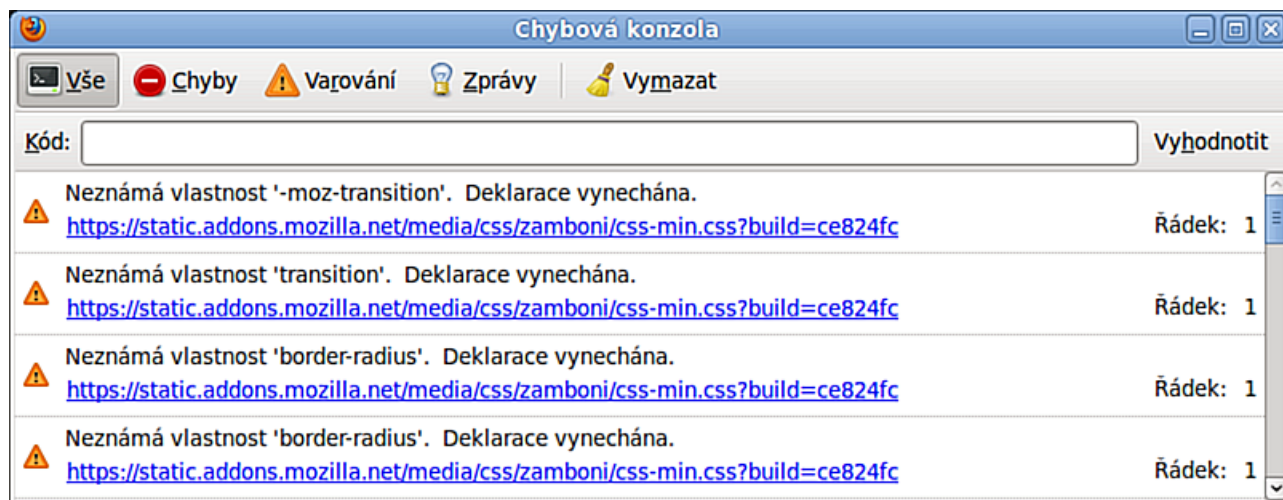 Chybová konzola
Vše Chyby Varování Zprávy Vymazat
Kód: Vyhodnotit
Neznámá vlastnost '-moz-transition'.  Deklarace vynechána.
https://static.addons.mozilla.net/media/css/zamboni/css-min.css?build=ce824fc Řádek: 1
Neznámá vlastnost 'transition'.  Deklarace vynechána.
https://static.addons.mozilla.net/media/css/zamboni/css-min.css?build=ce824fc Řádek: 1
Neznámá vlastnost 'border-radius'.  Deklarace vynechána.
https://static.addons.mozilla.net/media/css/zamboni/css-min.css?build=ce824fc Řádek: 1
Neznámá vlastnost 'border-radius'.  Deklarace vynechána.
https://static.addons.mozilla.net/media/css/zamboni/css-min.css?build=ce824fc Řádek: 1